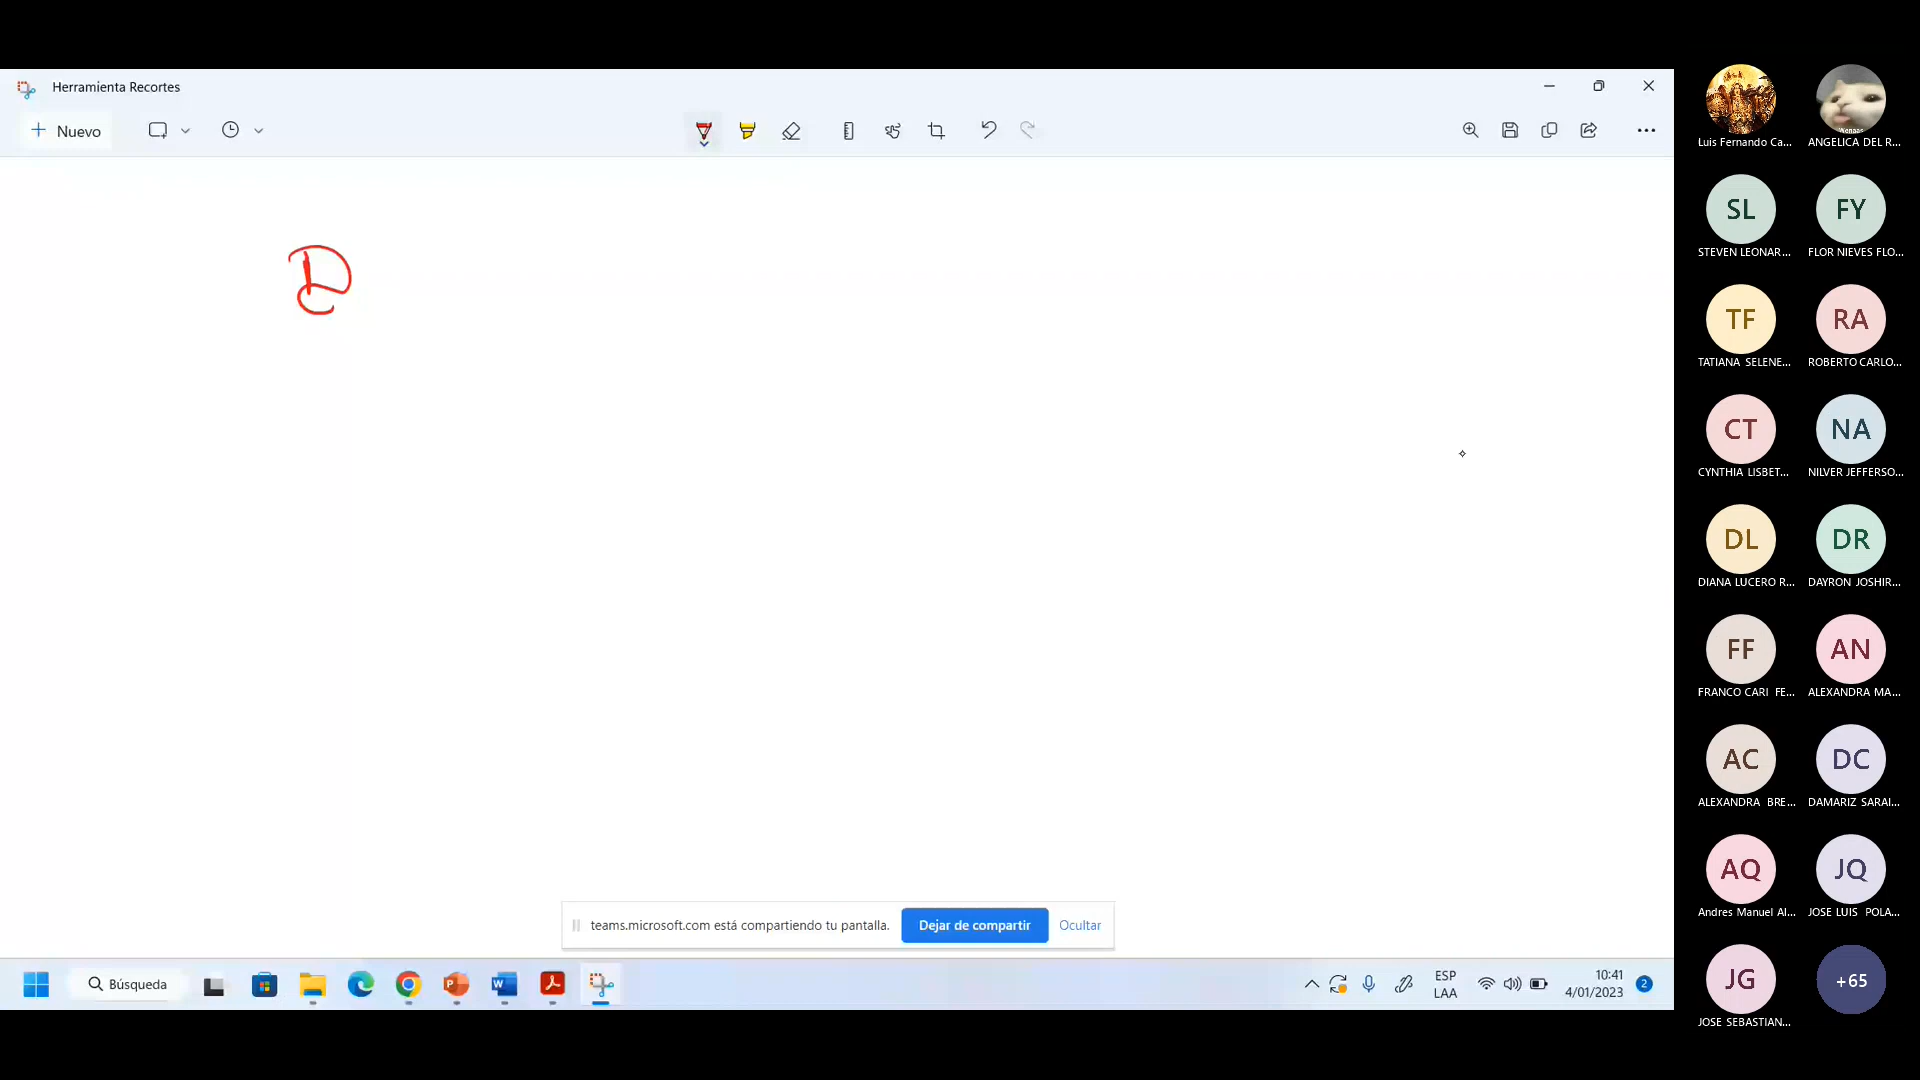 Herramienta Recortes
Nuevo
D
Luis Fernando Ca...
ANGELICA DEL R...
SL
FY
STEVEN LEONAR...
FLOR NIEVES FLO...
TF
RA
TATIANA SELENE...
ROBERTO CARLO...
CT
NA
CYNTHIA LISBET...
NILVER JEFFERSO...
DL
DR
DIANA LUCERO R...
DAYRON JOSHIR...
FF
AN
FRANCO CARI FE...
ALEXANDRA MA...
AC
DC
ALEXANDRA BRE...
DAMARIZ SARAI...
AQ
JQ
Andres Manuel Al...
JOSE LUIS POLA...
JG
+65
JOSE SEBASTIAN...
teams.microsoft.com está compartiendo tu pantalla.
Dejar de compartir
Ocultar
Búsqueda
ESP
LAA
10:41
4/01/2023
2